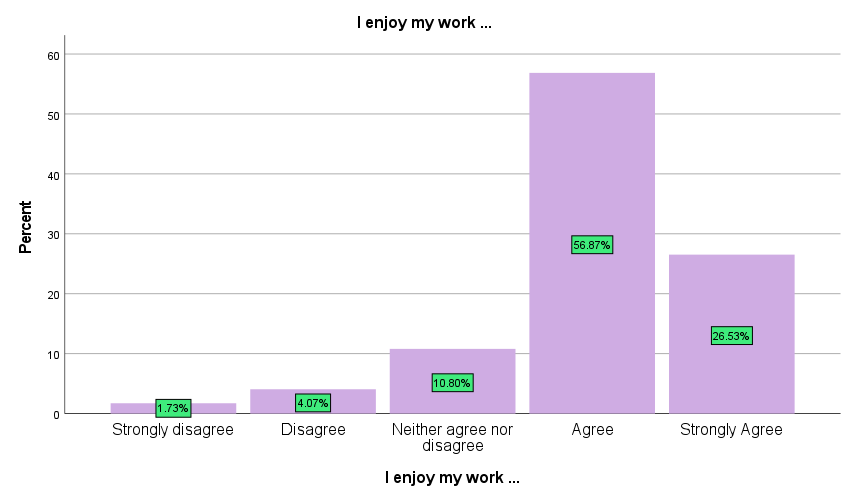 I enjoy my work ...
60
50
40
30
20
10
0
Percent
1.73%
4.07%
10.80%
56.87%
26.53%
Strongly disagree
Disagree
Neither agree nor
disagree
Agree
Strongly Agree
I enjoy my work ...